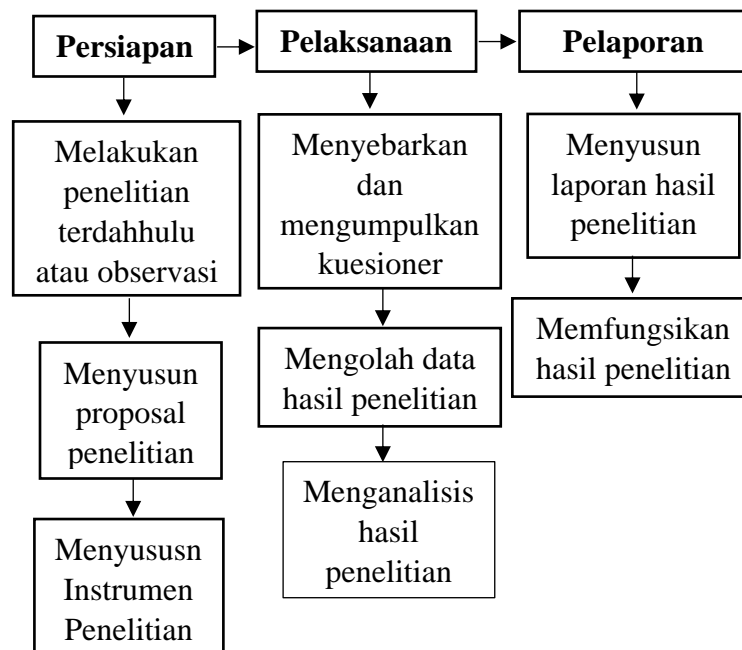 Persiapan
Melakukan
penelitian
terdahhulu
atau observasi
Menyusun
proposal
penelitian
Menyususn
Instrumen
Penelitian
Pelaksanaan
Menyebarkan
dan
mengumpulkan
kuesioner
Mengolah data
hasil penelitian
Menganalisis
hasil
penelitian
Pelaporan
Menyusun
laporan hasil
penelitian
Memfungsikan
hasil penelitian